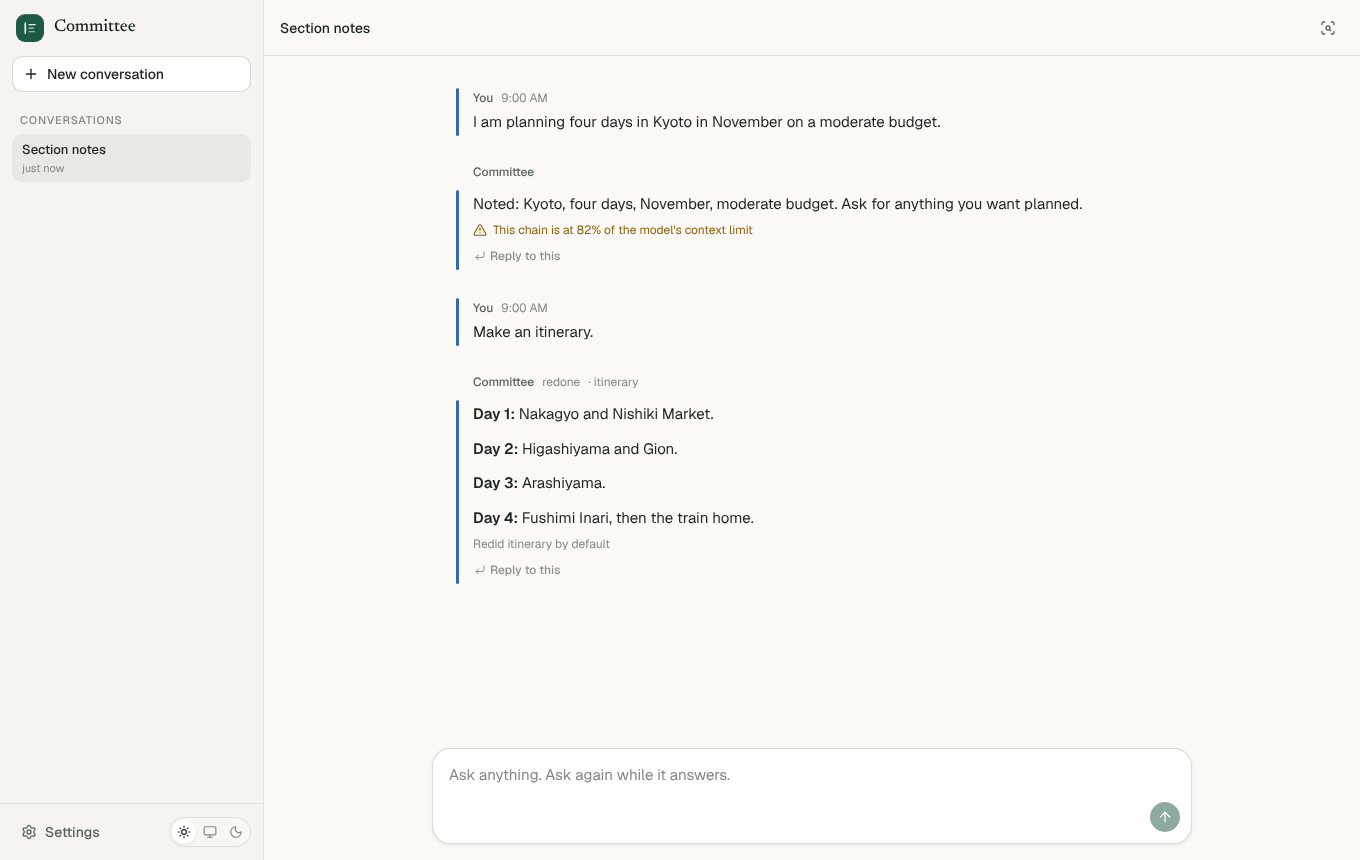 Committee
New conversation
CONVERSATIONS
Section notes
just now
Settings
Section notes
You 9:00 AM
I am planning four days in Kyoto in November on a moderate budget.
Committee
Noted: Kyoto, four days, November, moderate budget. Ask for anything you want planned.
This chain is at 82% of the model's context limit
Reply to this
You 9:00 AM
Make an itinerary.
Committee redone · itinerary
Day 1: Nakagyo and Nishiki Market.
Day 2: Higashiyama and Gion.
Day 3: Arashiyama.
Day 4: Fushimi Inari, then the train home.
Redid itinerary by default
Reply to this
Ask anything. Ask again while it answers.